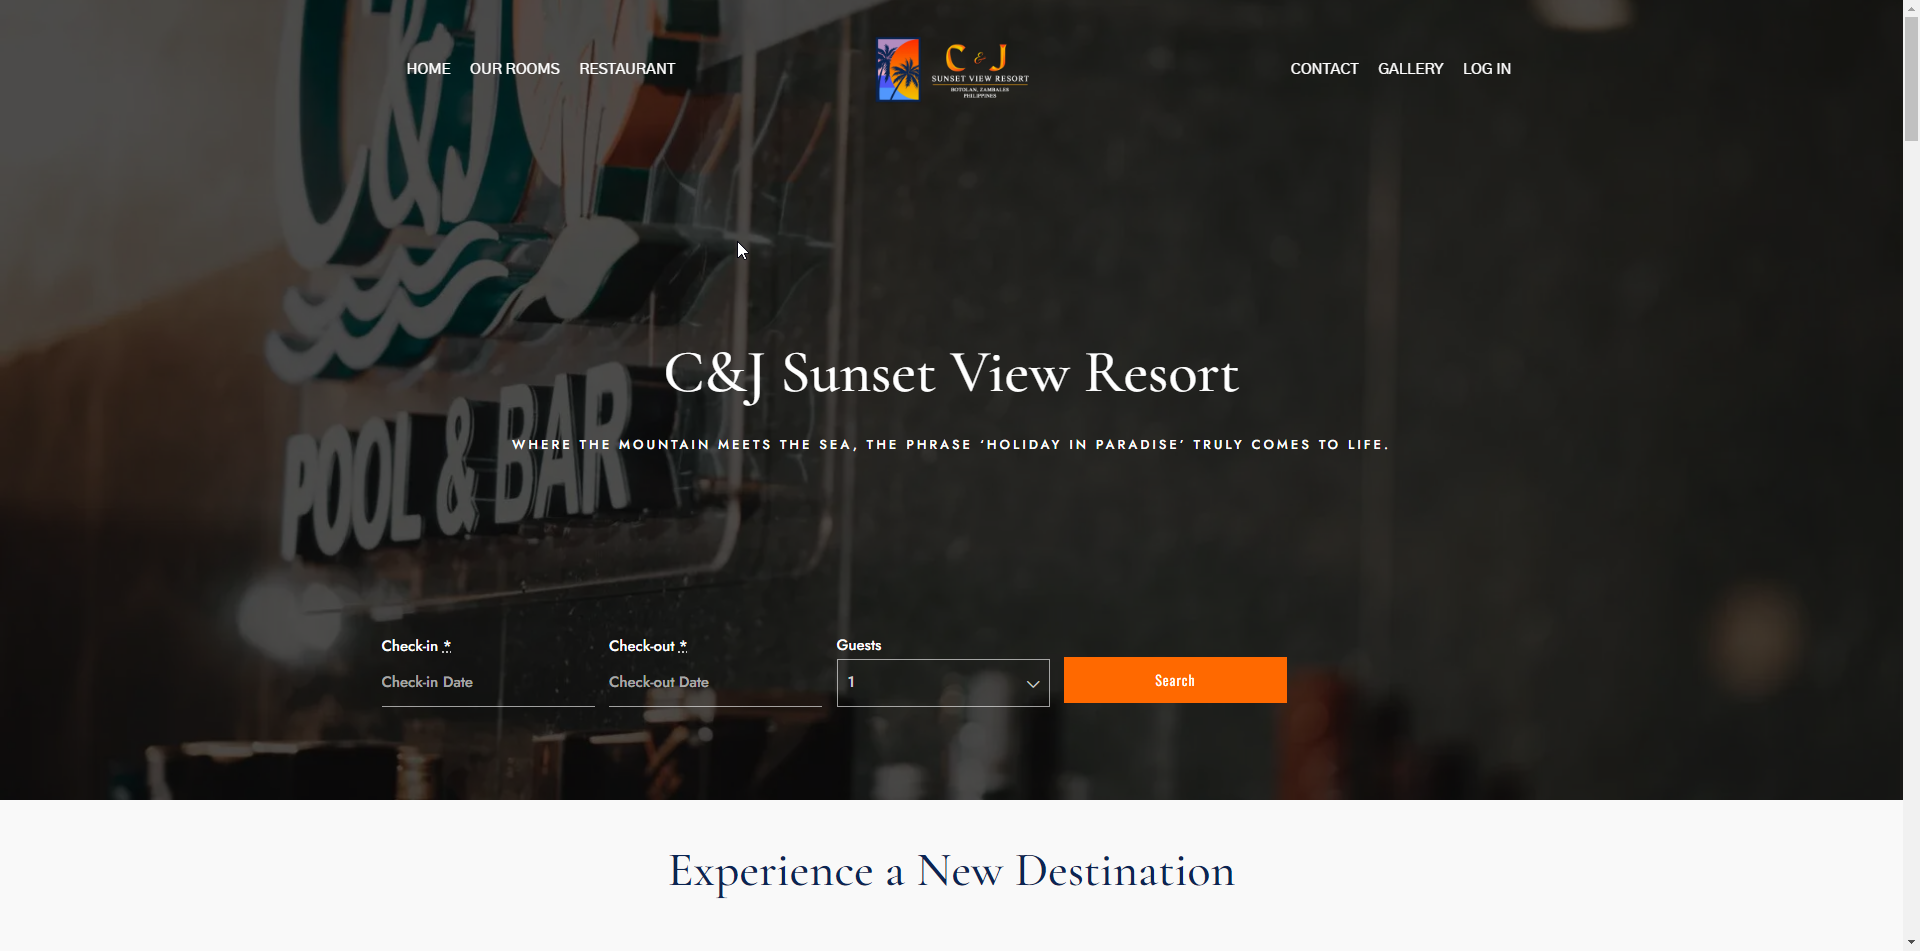 HOME OUR ROOMS RESTAURANT
C & J
SUNSET VIEW RESORT
BOTOLAN, ZAMBALES
PHILIPPINES
CONTACT GALLERY LOG IN
C&J
POOL & BAR
C&J Sunset View Resort
WHERE THE MOUNTAIN MEETS THE SEA, THE PHRASE ‘HOLIDAY IN PARADISE’ TRULY COMES TO LIFE.
Check-in * Check-out * Guests
Check-in Date Check-out Date 1 Search
Experience a New Destination